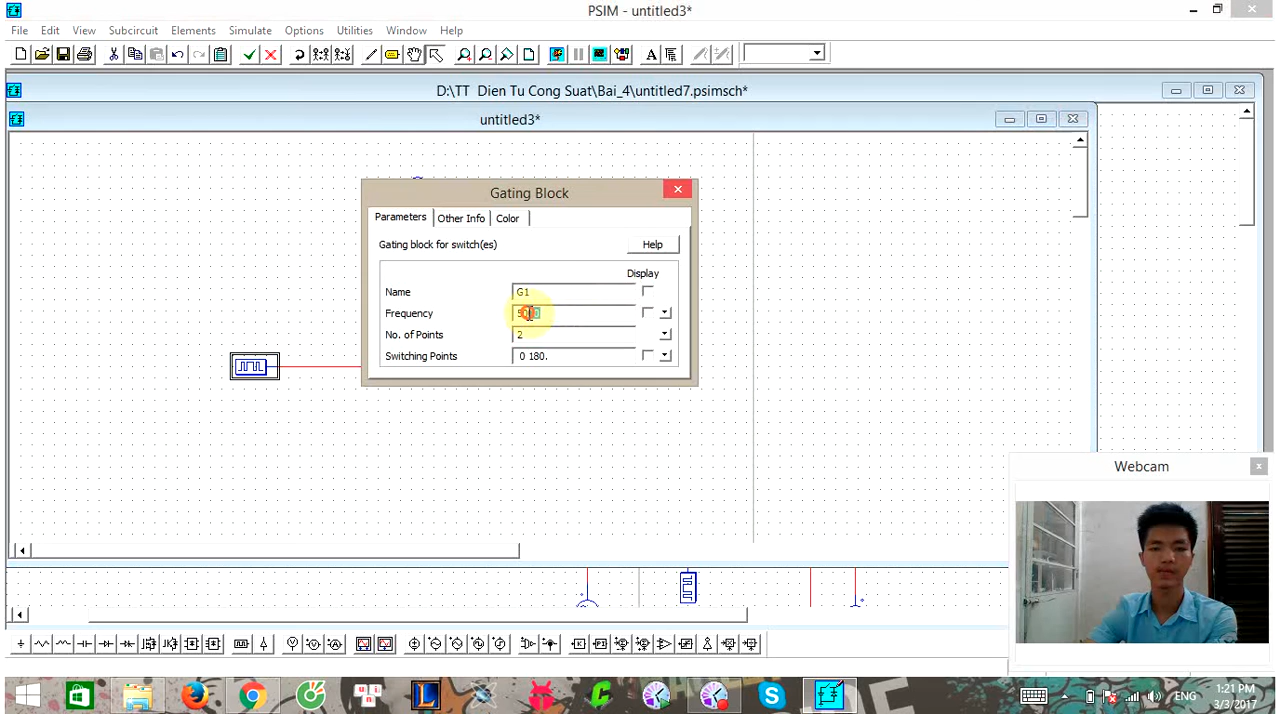 PSIM - untitled3*
File Edit View Subcircuit Elements Simulate Options Utilities Window Help
D:\TT Dien Tu Cong Suat\Bai_4\untitled7.psimsch*
untitled3*
Gating Block
Parameters Other Info Color
Gating block for switch(es) Help
Display
Name G1
Frequency
No. of Points 2
Switching Points 0 180.
Webcam
ENG 1:21 PM
3/3/2017